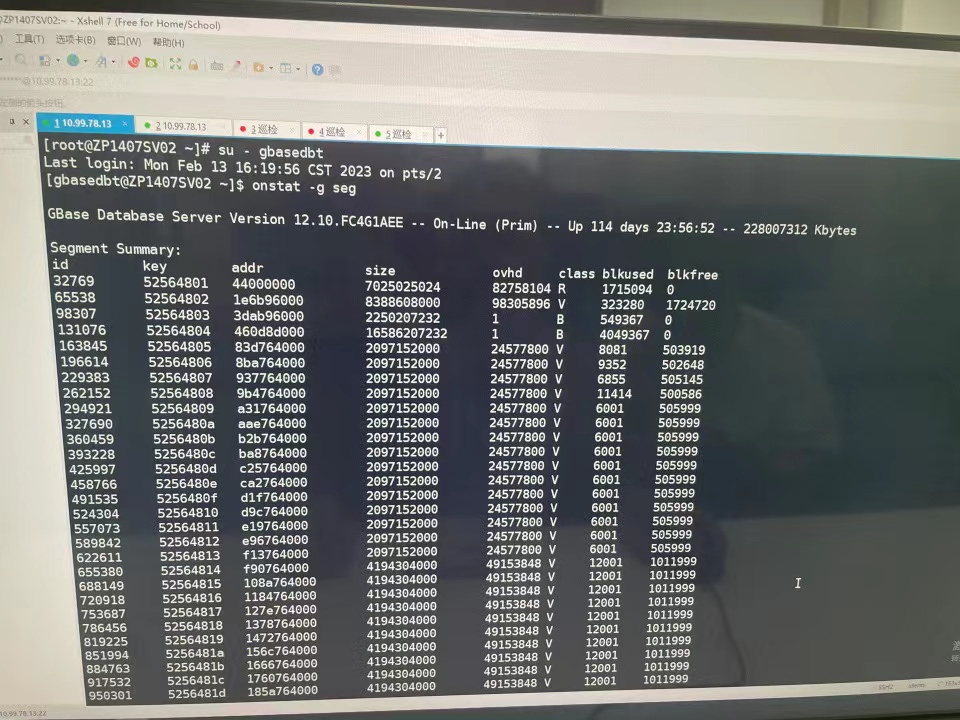 ZP1407SV02:~ - Xshell 7 (Free for Home/School)
工具(T) 选项卡(B) 窗口(W) 帮助(H)
@10.99.78.13:22
1 10.99.78.13 × 2 10.99.78.13 × 3 巡检 × 4 巡检 × 5 巡检 × +
[root@ZP1407SV02 ~]# su - gbasedbt
Last login: Mon Feb 13 16:19:56 CST 2023 on pts/2
[gbasedbt@ZP1407SV02 ~]$ onstat -g seg
GBase Database Server Version 12.10.FC4G1AEE -- On-Line (Prim) -- Up 114 days 23:56:52 -- 228007312 Kbytes
Segment Summary:
id key addr size ovhd class blkused blkfree
32769 52564801 44000000 7025025024 82758104 R 1715094 0
65538 52564802 1e6b96000 8388608000 98305896 V 323280 1724720
98307 52564803 3dab96000 2250207232 1 B 549367 0
131076 52564804 460d8d000 16586207232 1 B 4049367 0
163845 52564805 83d764000 2097152000 24577800 V 8081 503919
196614 52564806 8ba764000 2097152000 24577800 V 9352 502648
229383 52564807 937764000 2097152000 24577800 V 6855 505145
262152 52564808 9b4764000 2097152000 24577800 V 11414 500586
294921 52564809 a31764000 2097152000 24577800 V 6001 505999
327690 5256480a aae764000 2097152000 24577800 V 6001 505999
360459 5256480b b2b764000 2097152000 24577800 V 6001 505999
393228 5256480c ba8764000 2097152000 24577800 V 6001 505999
425997 5256480d c25764000 2097152000 24577800 V 6001 505999
458766 5256480e ca2764000 2097152000 24577800 V 6001 505999
491535 5256480f d1f764000 2097152000 24577800 V 6001 505999
524304 52564810 d9c764000 2097152000 24577800 V 6001 505999
557073 52564811 e19764000 2097152000 24577800 V 6001 505999
589842 52564812 e96764000 2097152000 24577800 V 6001 505999
622611 52564813 f13764000 2097152000 24577800 V 6001 505999
655380 52564814 f90764000 4194304000 49153848 V 12001 1011999
688149 52564815 108a764000 4194304000 49153848 V 12001 1011999
720918 52564816 1184764000 4194304000 49153848 V 12001 1011999
753687 52564817 127e764000 4194304000 49153848 V 12001 1011999
786456 52564818 1378764000 4194304000 49153848 V 12001 1011999
819225 52564819 1472764000 4194304000 49153848 V 12001 1011999
851994 5256481a 156c764000 4194304000 49153848 V 12001 1011999
884763 5256481b 1666764000 4194304000 49153848 V 12001 1011999
917532 5256481c 1760764000 4194304000 49153848 V 12001 1011999
950301 5256481d 185a764000 4194304000 49153848 V 12001 1011999
10.99.78.13:22 SSH2 xterm